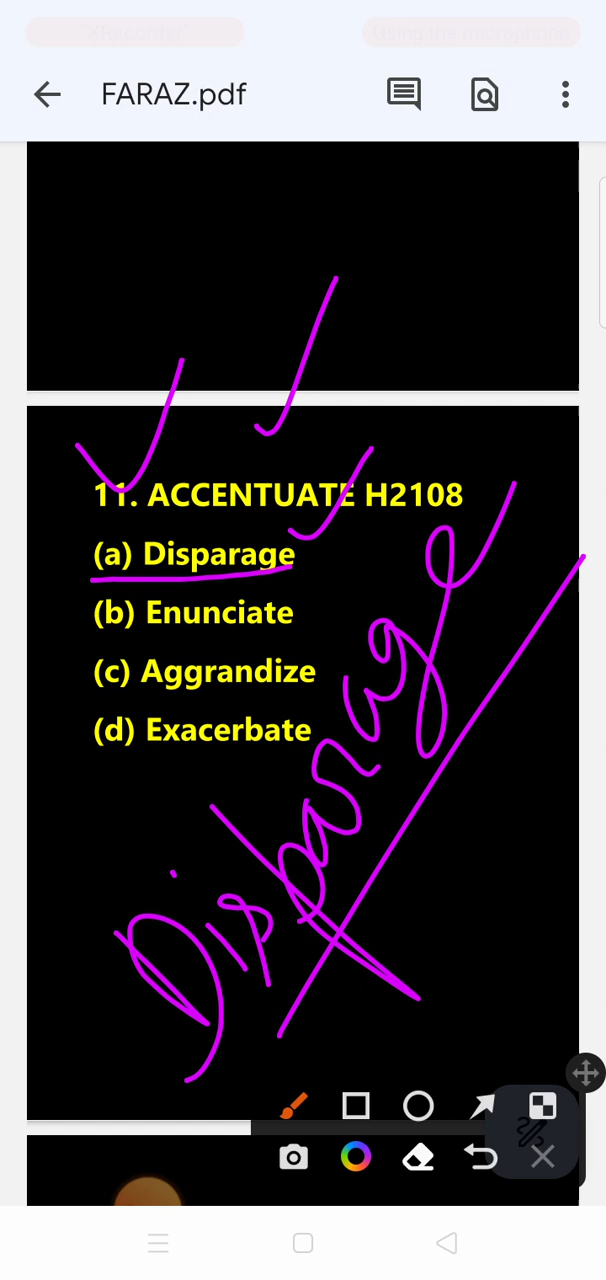 FARAZ.pdf
11. ACCENTUATE H2108
(a) Disparage
(b) Enunciate
(c) Aggrandize
(d) Exacerbate
Disparage